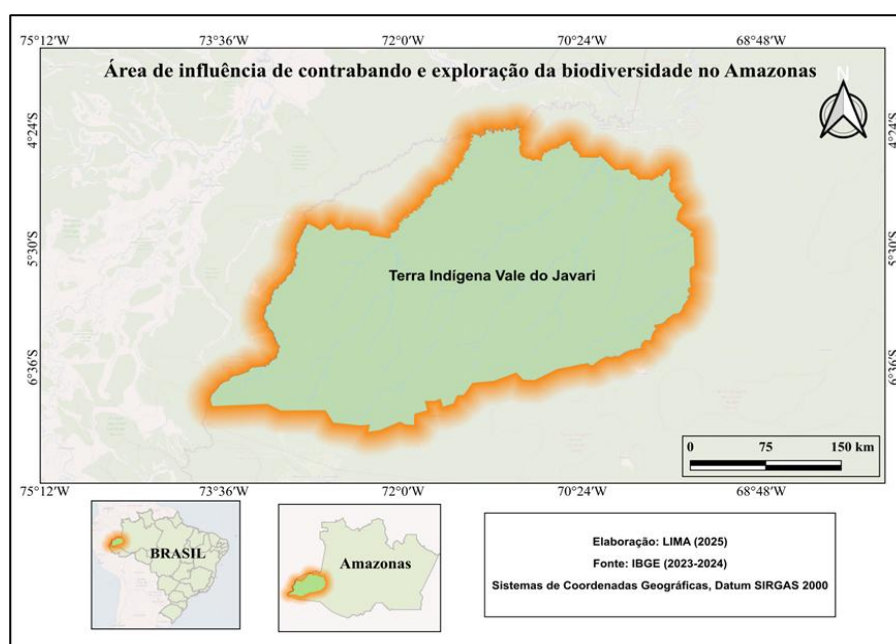 75°12'W 73°36'W 72°0'W 70°24'W 68°48'W
Área de influência de contrabando e exploração da biodiversidade no Amazonas
N
4°24'S 4°24'S
Terra Indígena Vale do Javari
5°30'S 5°30'S
6°36'S 6°36'S
0 75 150 km
75°12'W 73°36'W 72°0'W 70°24'W 68°48'W
BRASIL
Amazonas
Elaboração: LIMA (2025)
Fonte: IBGE (2023-2024)
Sistemas de Coordenadas Geográficas, Datum SIRGAS 2000